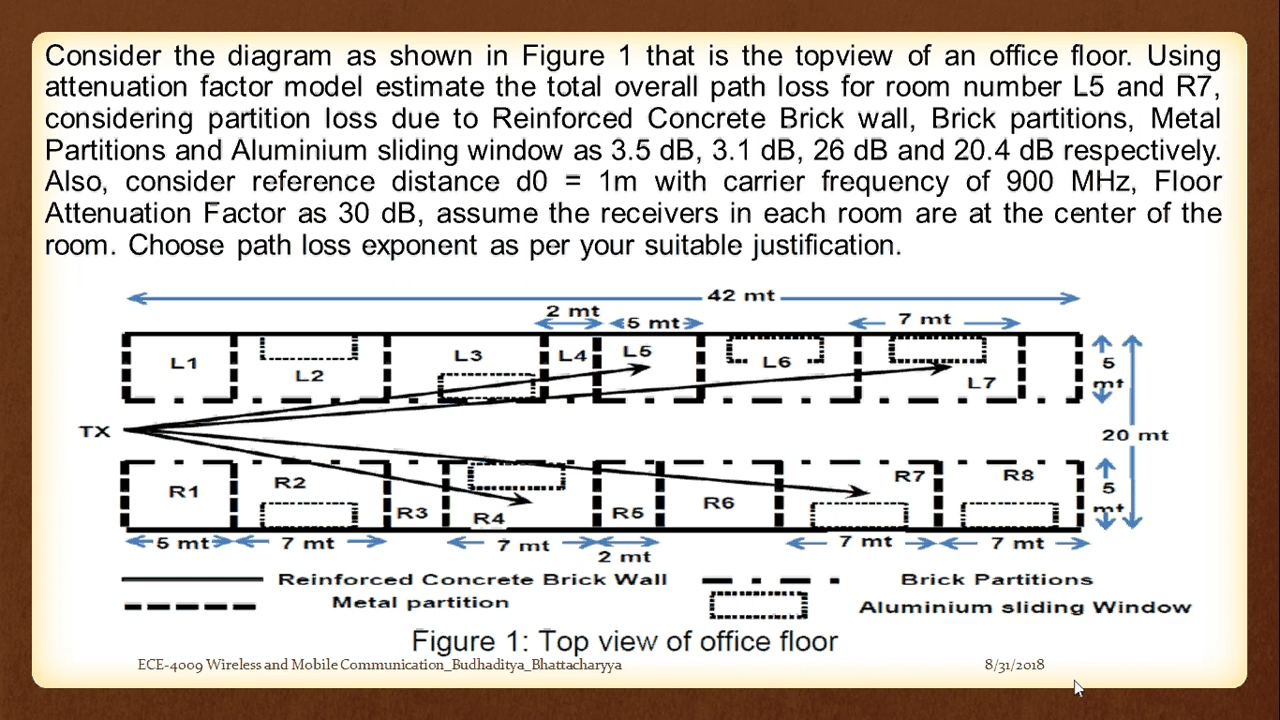 Consider the diagram as shown in Figure 1 that is the topview of an office floor. Using
attenuation factor model estimate the total overall path loss for room number L5 and R7,
considering partition loss due to Reinforced Concrete Brick wall, Brick partitions, Metal
Partitions and Aluminium sliding window as 3.5 dB, 3.1 dB, 26 dB and 20.4 dB respectively.
Also, consider reference distance d0 = 1m with carrier frequency of 900 MHz, Floor
Attenuation Factor as 30 dB, assume the receivers in each room are at the center of the
room. Choose path loss exponent as per your suitable justification.
42 mt
2 mt
5 mt
7 mt
L1
L2
L3
L4
L5
L6
L7
5
mt
TX
20 mt
R1
R2
R3
R4
R5
R6
R7
R8
5
mt
5 mt
7 mt
7 mt
2 mt
7 mt
7 mt
Reinforced Concrete Brick Wall
Brick Partitions
Metal partition
Aluminium sliding Window
Figure 1: Top view of office floor
ECE-4009 Wireless and Mobile Communication_Budhaditya_Bhattacharyya
8/31/2018